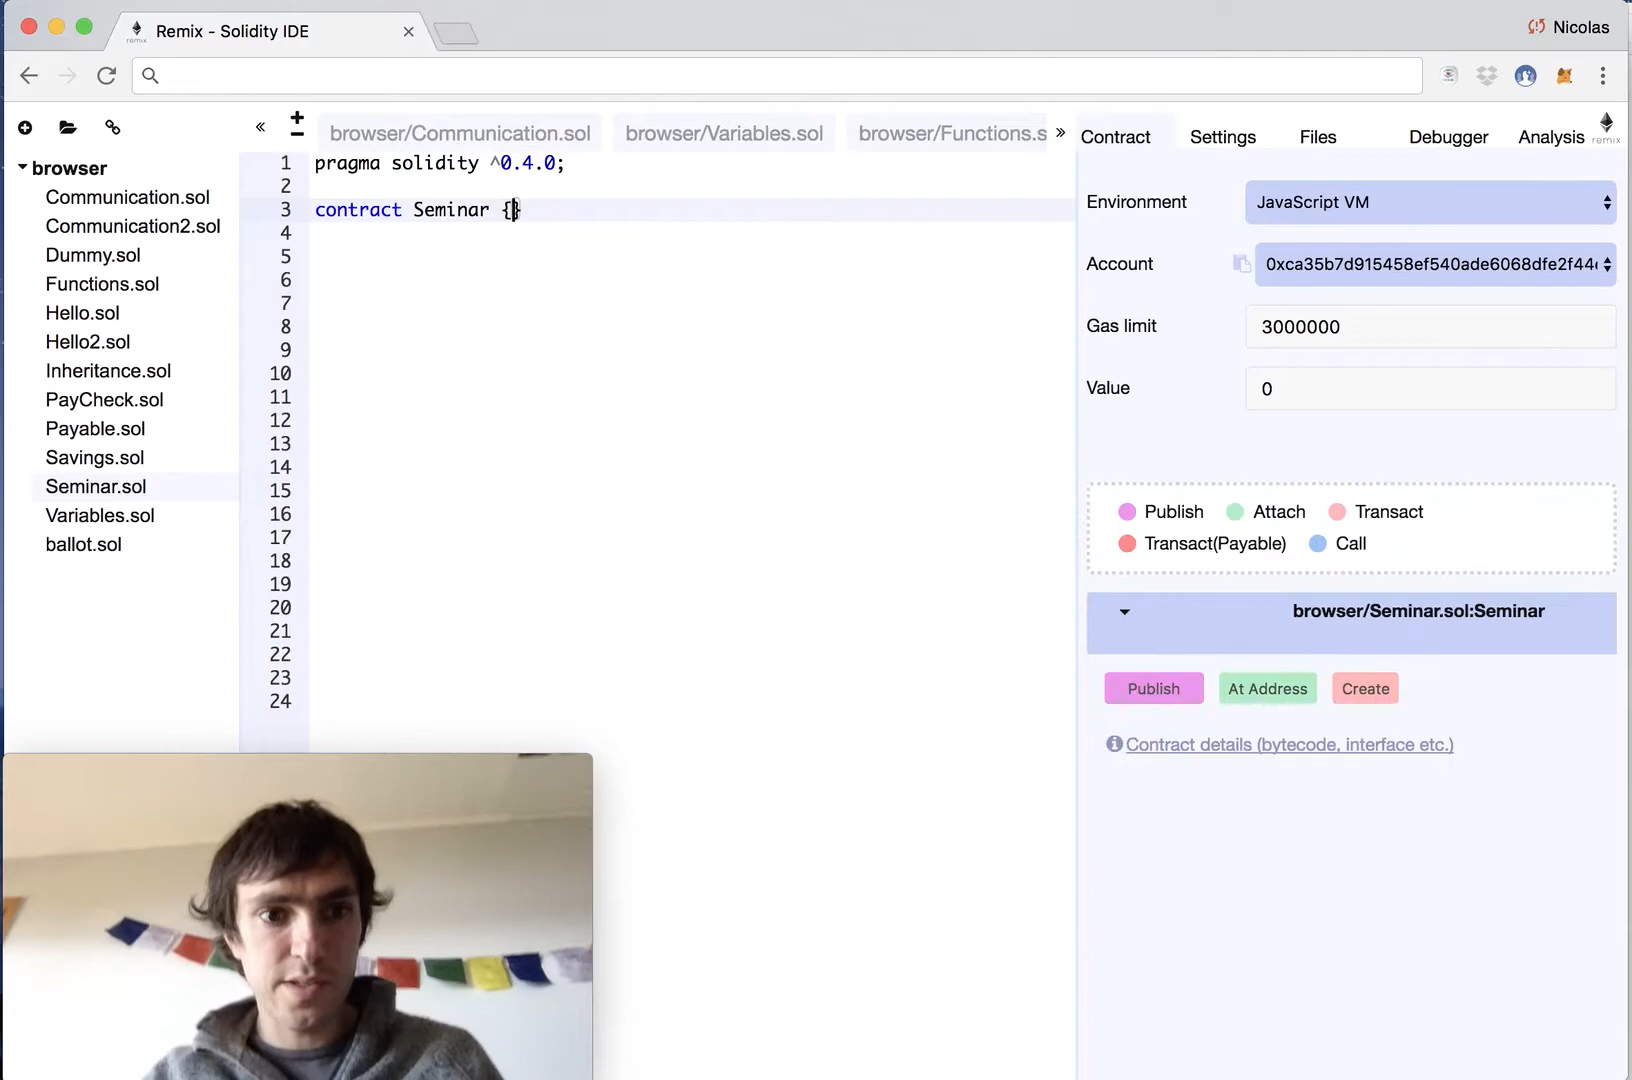 Remix - Solidity IDE
Nicolas
browser/Communication.sol
browser/Variables.sol
browser/Functions.s
Contract
Settings
Files
Debugger
Analysis
remix
browser
Communication.sol
Communication2.sol
Dummy.sol
Functions.sol
Hello.sol
Hello2.sol
Inheritance.sol
PayCheck.sol
Payable.sol
Savings.sol
Seminar.sol
Variables.sol
ballot.sol
1 pragma solidity ^0.4.0;
2
3 contract Seminar {}
4
5
6
7
8
9
10
11
12
13
14
15
16
17
18
19
20
21
22
23
24
Environment JavaScript VM
Account 0xca35b7d915458ef540ade6068dfe2f44
Gas limit 3000000
Value 0
Publish Attach Transact
Transact(Payable) Call
browser/Seminar.sol:Seminar
Publish At Address Create
Contract details (bytecode, interface etc.)